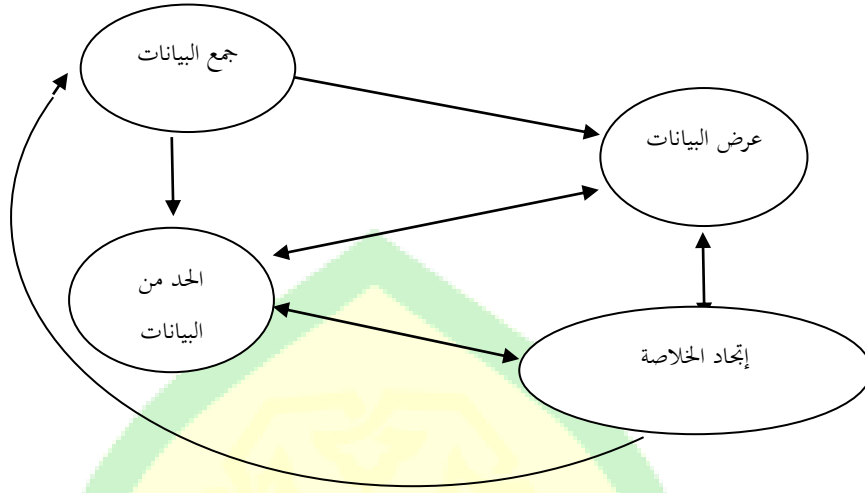 جمع البيانات
عرض البيانات
الحد من
البيانات
إتجاد الخلاصة